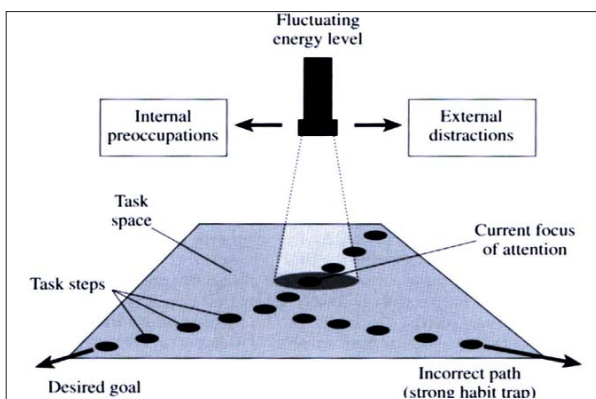 Fluctuating
energy level
Internal
preoccupations
External
distractions
Task
space
Current focus
of attention
Task steps
Desired goal
Incorrect path
(strong habit trap)